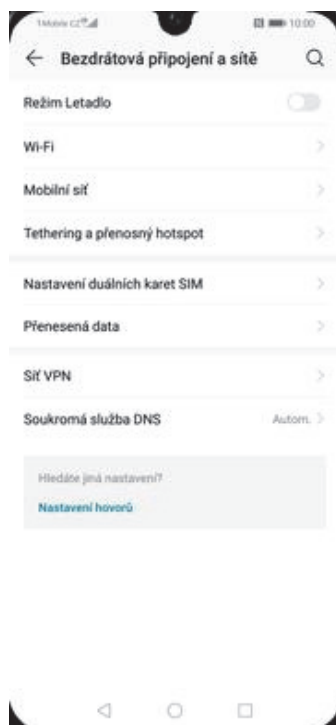 T-Mobile CZ 10:00
Bezdrátová připojení a sítě
Režim Letadlo
Wi-Fi
Mobilní síť
Tethering a přenosný hotspot
Nastavení duálních karet SIM
Přenesená data
Síť VPN
Soukromá služba DNS Autom.
Hledáte jiná nastavení?
Nastavení hovorů